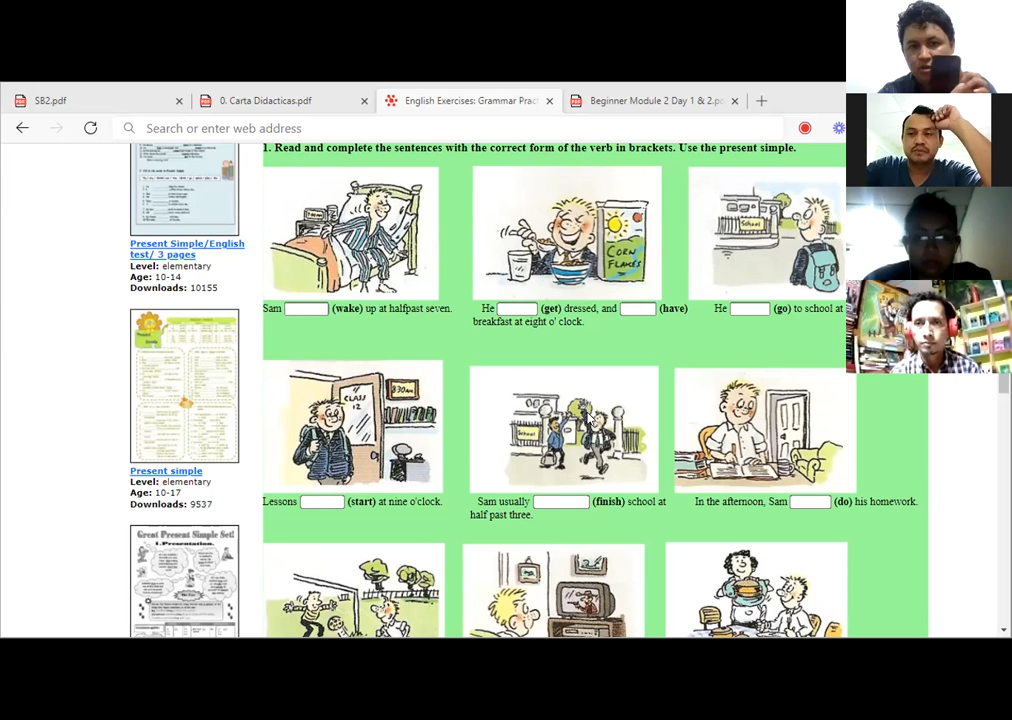 SB2.pdf
0. Carta Didacticas.pdf
English Exercises: Grammar Prac
Beginner Module 2 Day 1 & 2.p
Search or enter web address
1. Read and complete the sentences with the correct form of the verb in brackets. Use the present simple.
School
CORN
FLAKES
Present Simple/English
test/ 3 pages
Level: elementary
Age: 10-14
Downloads: 10155
Sam (wake) up at halfpast seven.
He (get) dressed, and (have)
breakfast at eight o' clock.
He (go) to school at
CLASS
12
8:30AM
School
Lessons (start) at nine o'clock.
Sam usually (finish) school at
half past three.
In the afternoon, Sam (do) his homework.
Present simple
Level: elementary
Age: 10-17
Downloads: 9537
Great Present Simple Set!
1. Presentation.